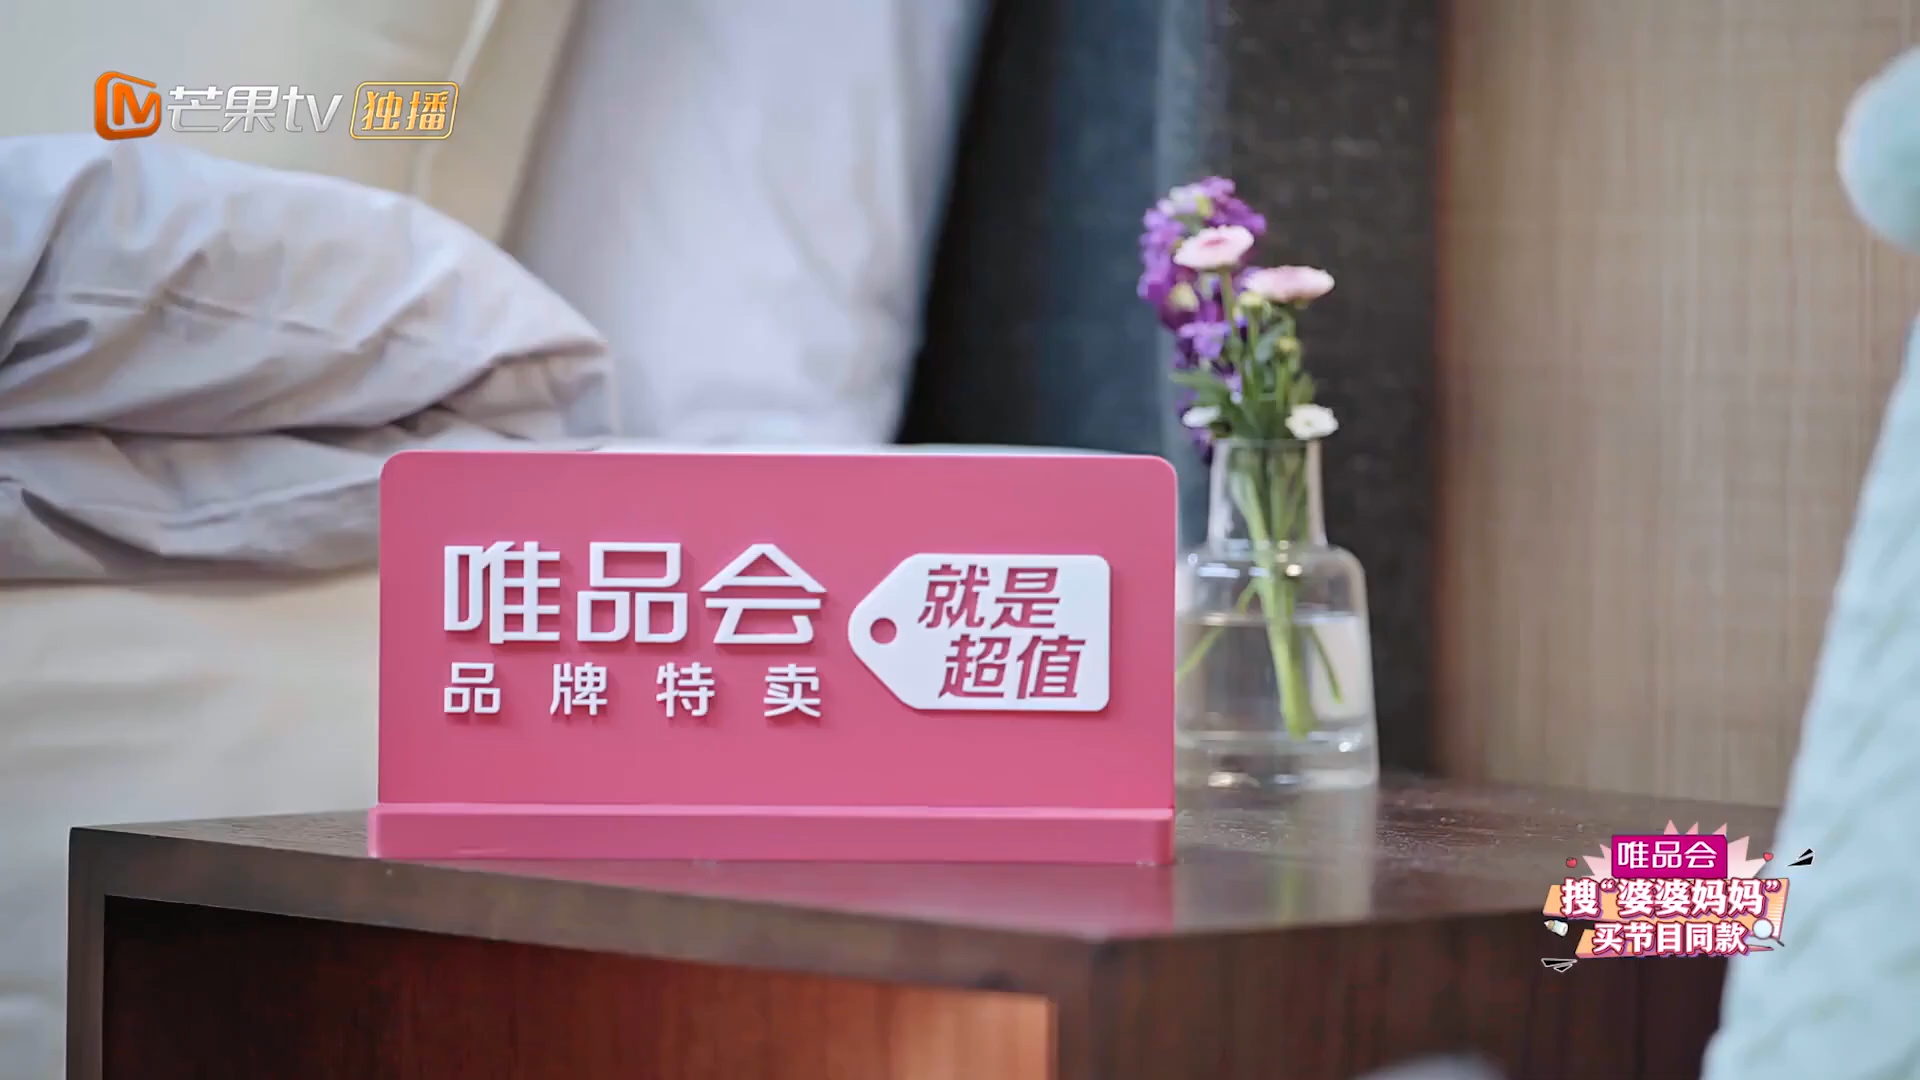 芒果tv 独播
唯品会
品牌特卖
就是
超值
唯品会
搜“婆婆妈妈”
买节目同款